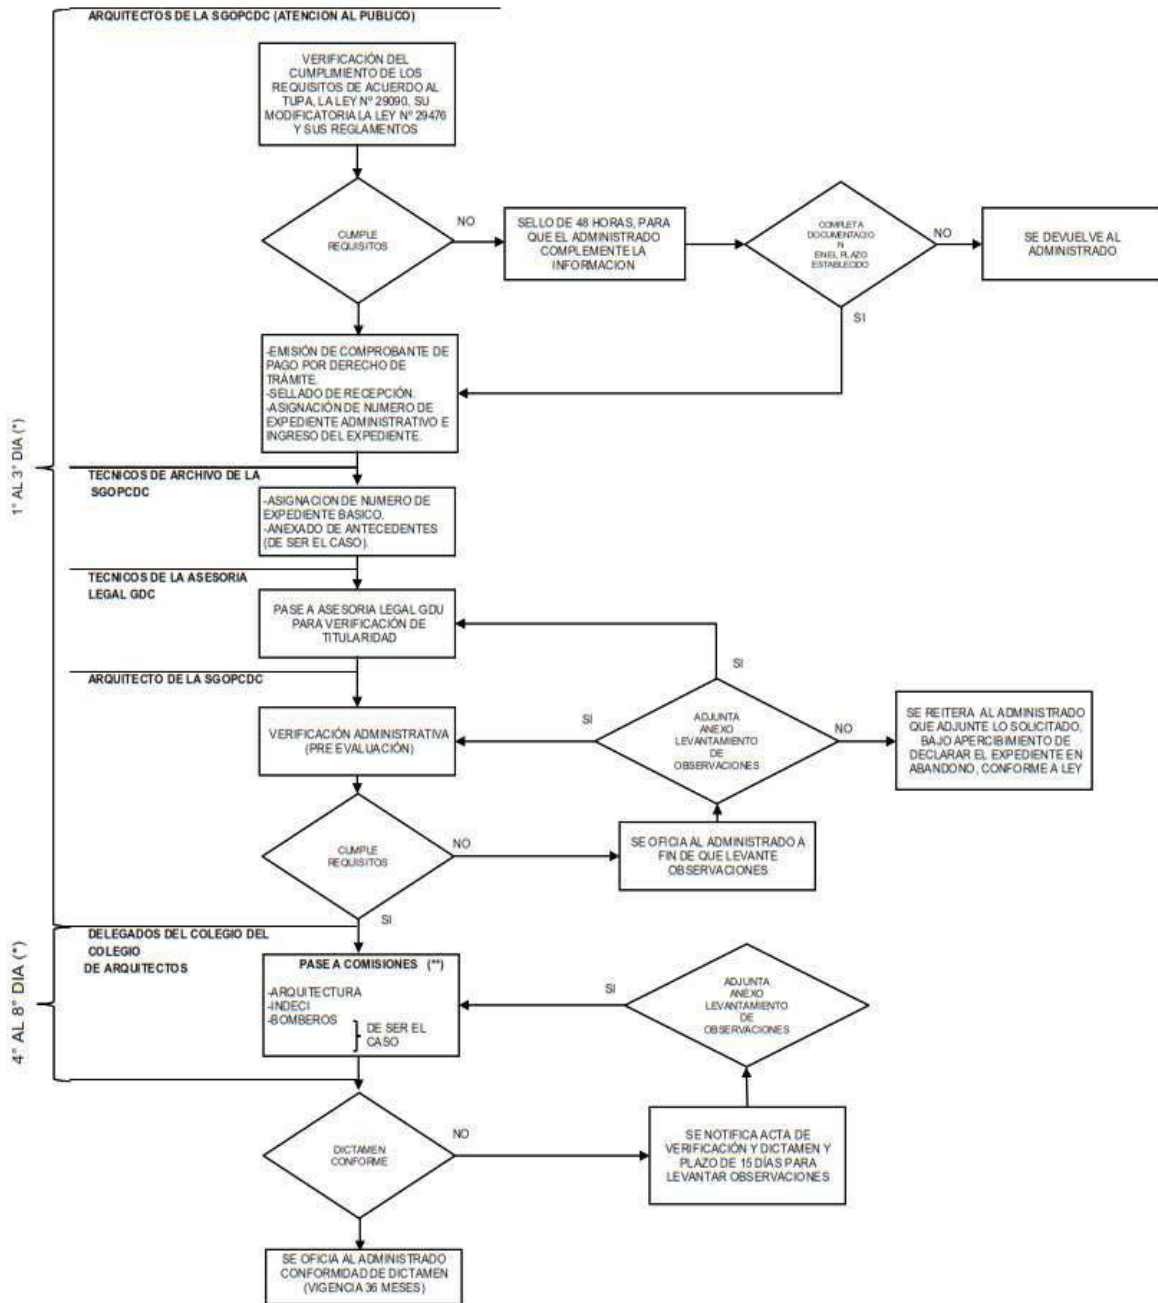 ARQUITECTOS DE LA SGOPCDC (ATENCION AL PUBLICO)
VERIFICACIÓN DEL
CUMPLIMIENTO DE LOS
REQUISITOS DE ACUERDO AL
TUPA, LA LEY Nº 29090, SU
MODIFICATORIA LA LEY Nº 29476
Y SUS REGLAMENTOS
CUMPLE
REQUISITOS
NO
SELLO DE 48 HORAS, PARA
QUE EL ADMINISTRADO
COMPLEMENTE LA
INFORMACION
COMPLETA
DOCUMENTACIO
N
EN EL PLAZO
ESTABLECIDO
NO
SE DEVUELVE AL
ADMINISTRADO
SI
-EMISIÓN DE COMPROBANTE DE
PAGO POR DERECHO DE
TRÁMITE.
-SELLADO DE RECEPCIÓN.
-ASIGNACIÓN DE NUMERO DE
EXPEDIENTE ADMINISTRATIVO E
INGRESO DEL EXPEDIENTE.
1° AL 3° DIA (*)
TECNICOS DE ARCHIVO DE LA
SGOPCDC
-ASIGNACION DE NUMERO DE
EXPEDIENTE BASICO.
-ANEXADO DE ANTECEDENTES
(DE SER EL CASO).
TECNICOS DE LA ASESORIA
LEGAL GDC
PASE A ASESORIA LEGAL GDU
PARA VERIFICACIÓN DE
TITULARIDAD
SI
ARQUITECTO DE LA SGOPCDC
VERIFICACIÓN ADMINISTRATIVA
(PRE EVALUACIÓN)
SI
ADJUNTA
ANEXO
LEVANTAMIENTO
DE
OBSERVACIONES
NO
SE REITERA AL ADMINISTRADO
QUE ADJUNTE LO SOLICITADO,
BAJO APERCIBIMIENTO DE
DECLARAR EL EXPEDIENTE EN
ABANDONO, CONFORME A LEY
CUMPLE
REQUISITOS
NO
SE OFICIA AL ADMINISTRADO A
FIN DE QUE LEVANTE
OBSERVACIONES
SI
DELEGADOS DEL COLEGIO DEL
COLEGIO
DE ARQUITECTOS
4° AL 8° DIA (*)
PASE A COMISIONES (**)
-ARQUITECTURA
-INDECI
-BOMBEROS
DE SER EL
CASO
SI
ADJUNTA
ANEXO
LEVANTAMIENTO
DE
OBSERVACIONES
DICTAMEN
CONFORME
NO
SE NOTIFICA ACTA DE
VERIFICACIÓN Y DICTAMEN Y
PLAZO DE 15 DÍAS PARA
LEVANTAR OBSERVACIONES
SE OFICIA AL ADMINISTRADO
CONFORMIDAD DE DICTAMEN
(VIGENCIA 36 MESES)